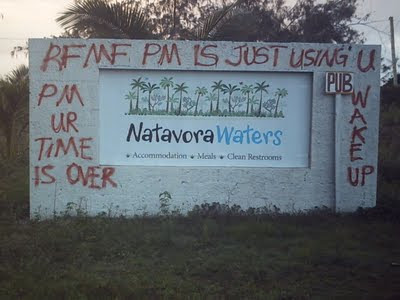 RFMF PM IS JUST USING U
PM
UR
TIME
IS OVER
Natavora Waters
Accommodation • Meals • Clean Restrooms
PUB
WAKE
UP